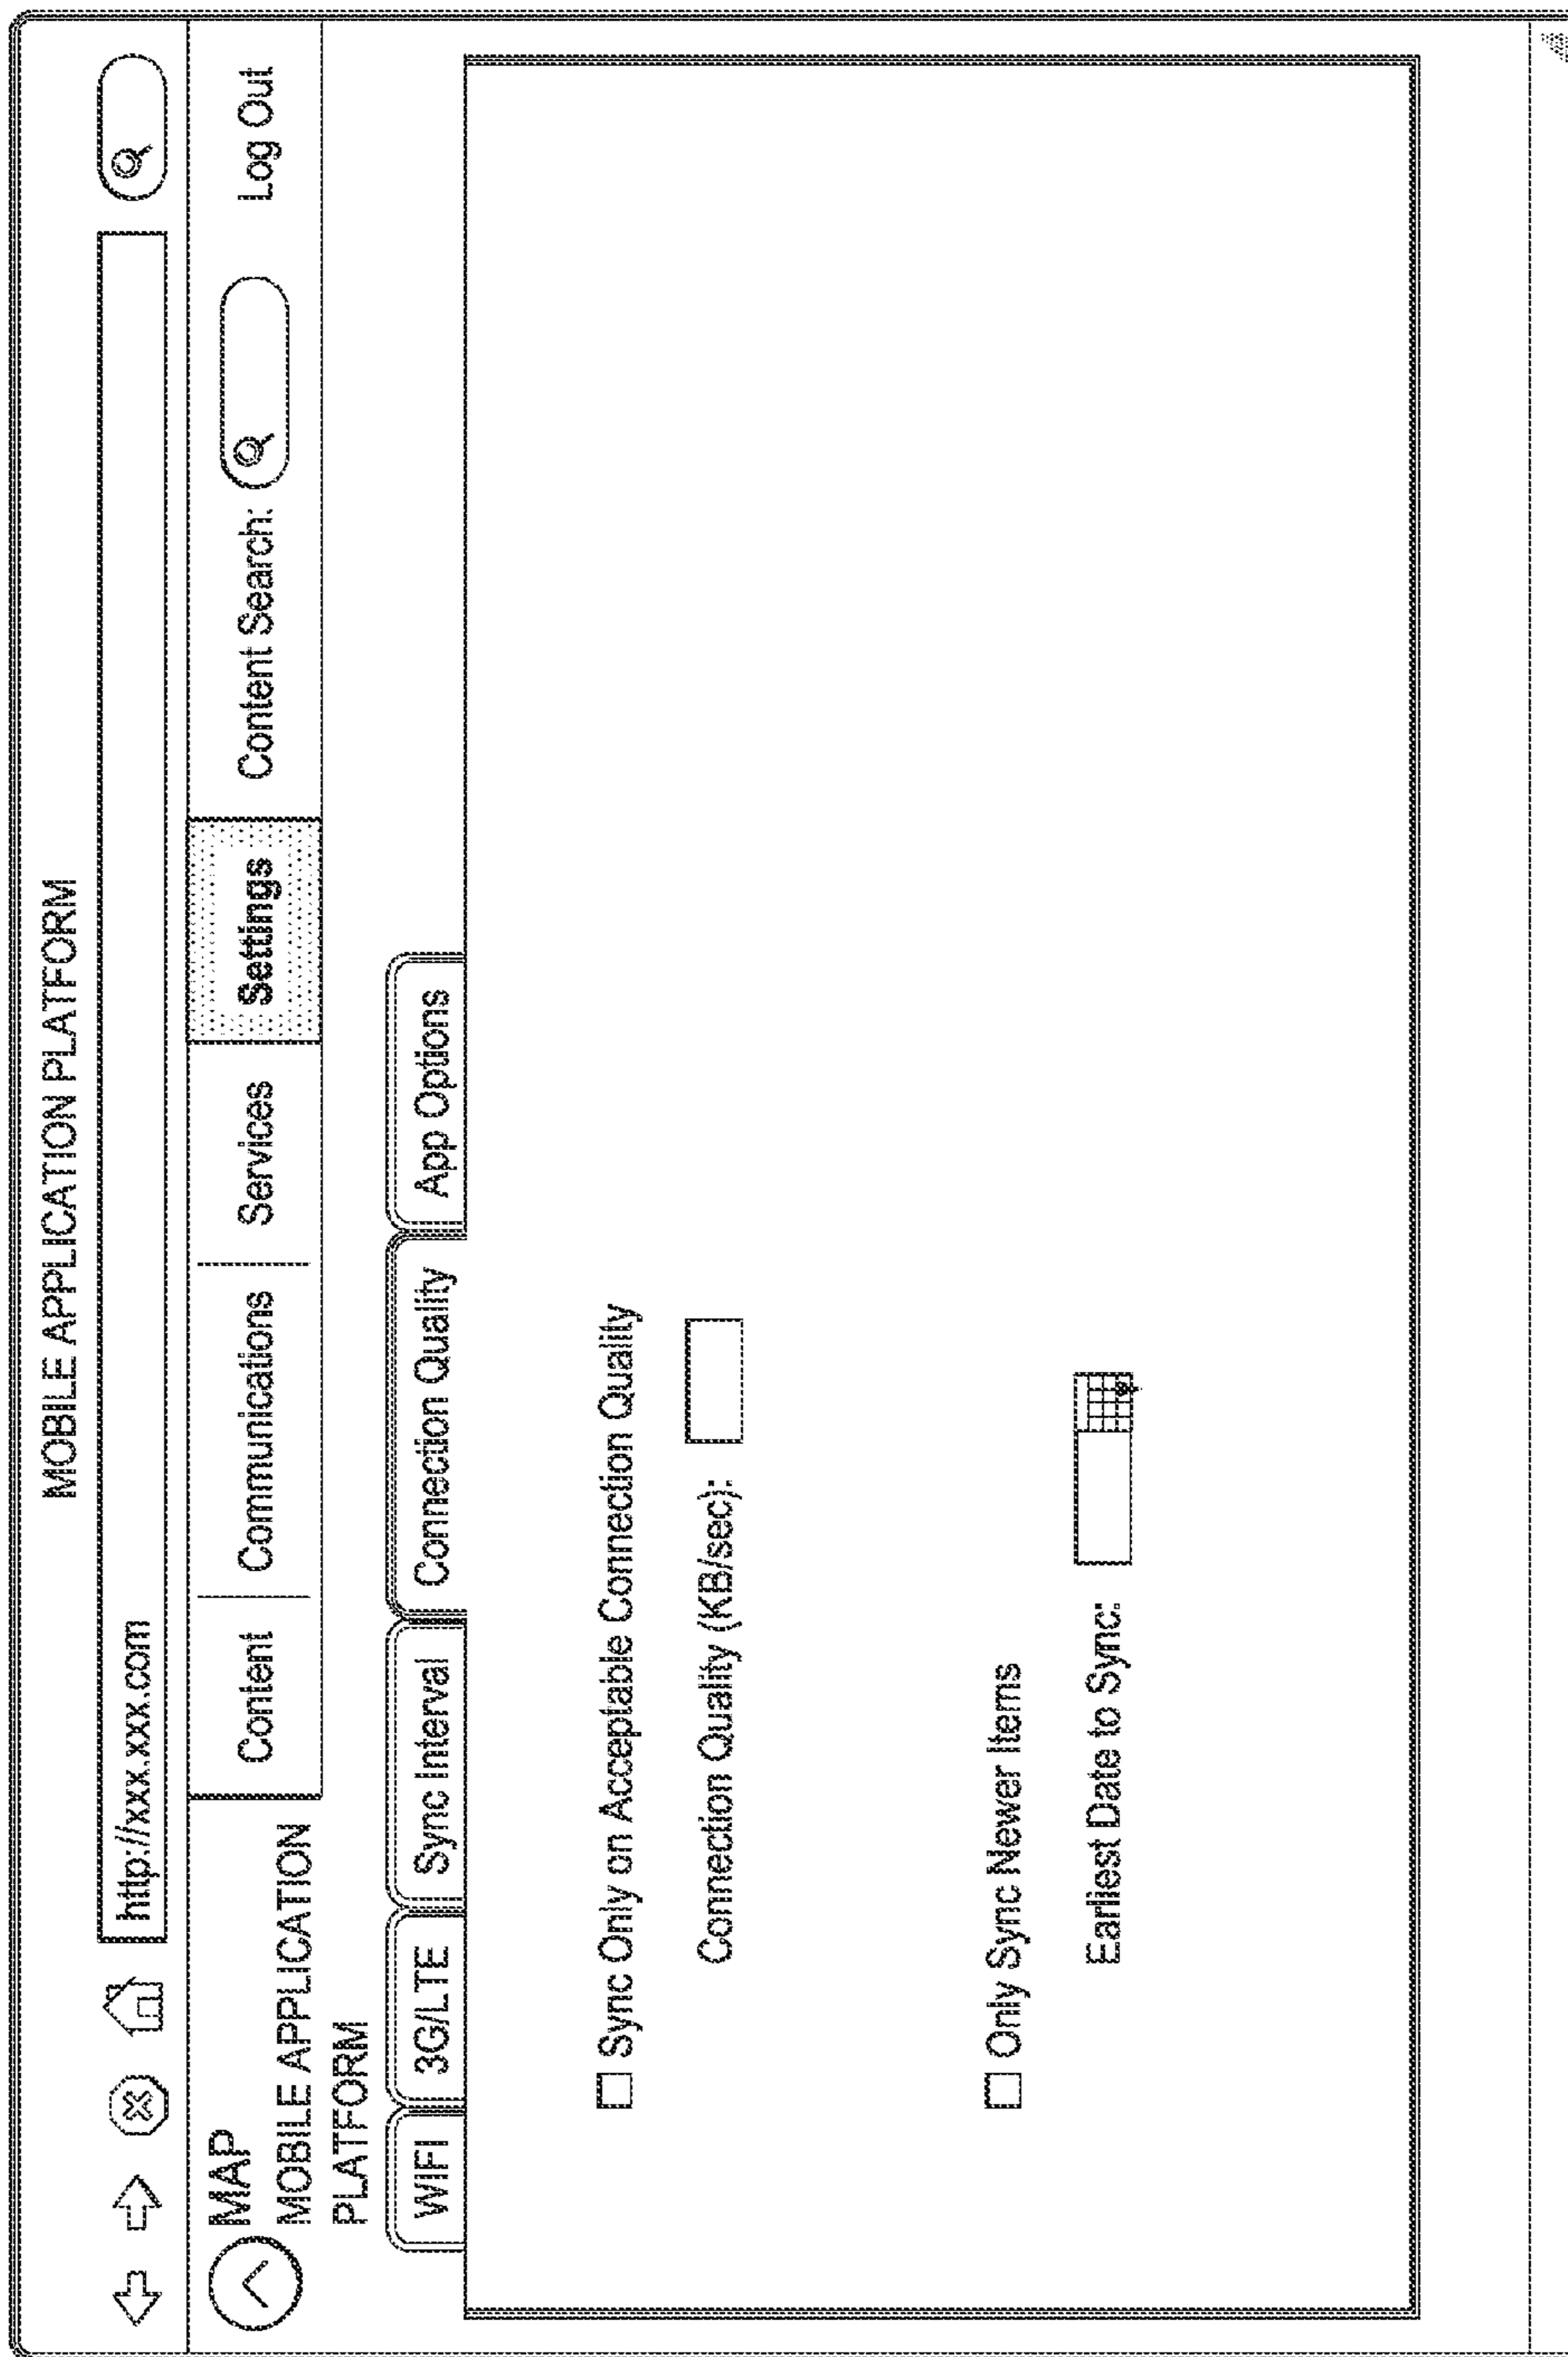 MOBILE APPLICATION PLATFORM
http://xxx.xxx.com
MAP
MOBILE APPLICATION
PLATFORM
Content
Communications
Services
Settings
Content Search:
Log Out
WIFI
3G/LTE
Sync Interval
Connection Quality
App Options
Sync Only on Acceptable Connection Quality
Connection Quality (KB/sec):
Only Sync Newer Items
Earliest Date to Sync: